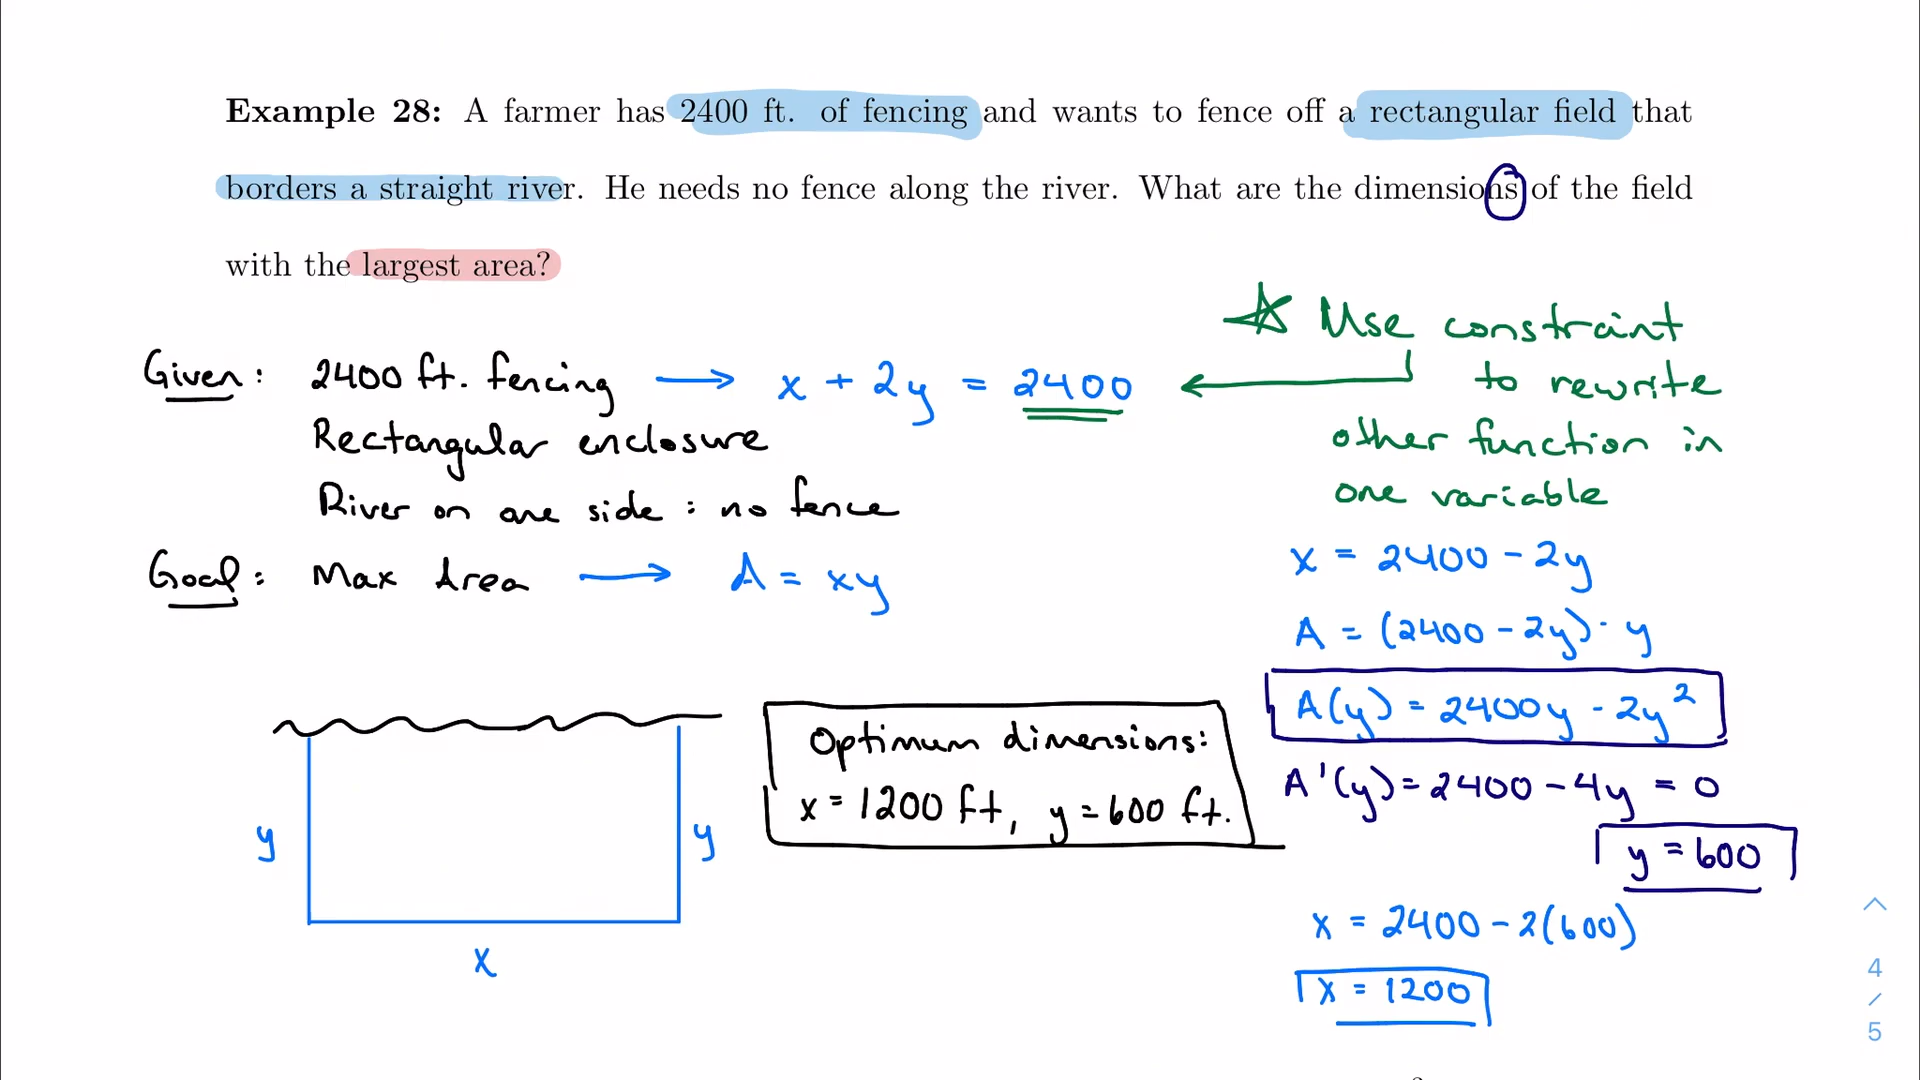 Example 28: A farmer has 2400 ft. of fencing and wants to fence off a rectangular field that
borders a straight river. He needs no fence along the river. What are the dimensions of the field
with the largest area?
☆ Use constraint
to rewrite
other function in
one variable
Given: 2400 ft. fencing → x + 2y = 2400 ←
Rectangular enclosure
River on one side : no fence
Goal: Max Area → A = xy
x = 2400 - 2y
A = (2400 - 2y) · y
A(y) = 2400y - 2y²
A'(y) = 2400 - 4y = 0
y = 600
x = 2400 - 2(600)
x = 1200
Optimum dimensions:
x = 1200 ft, y = 600 ft.
y
y
x
4
/
5